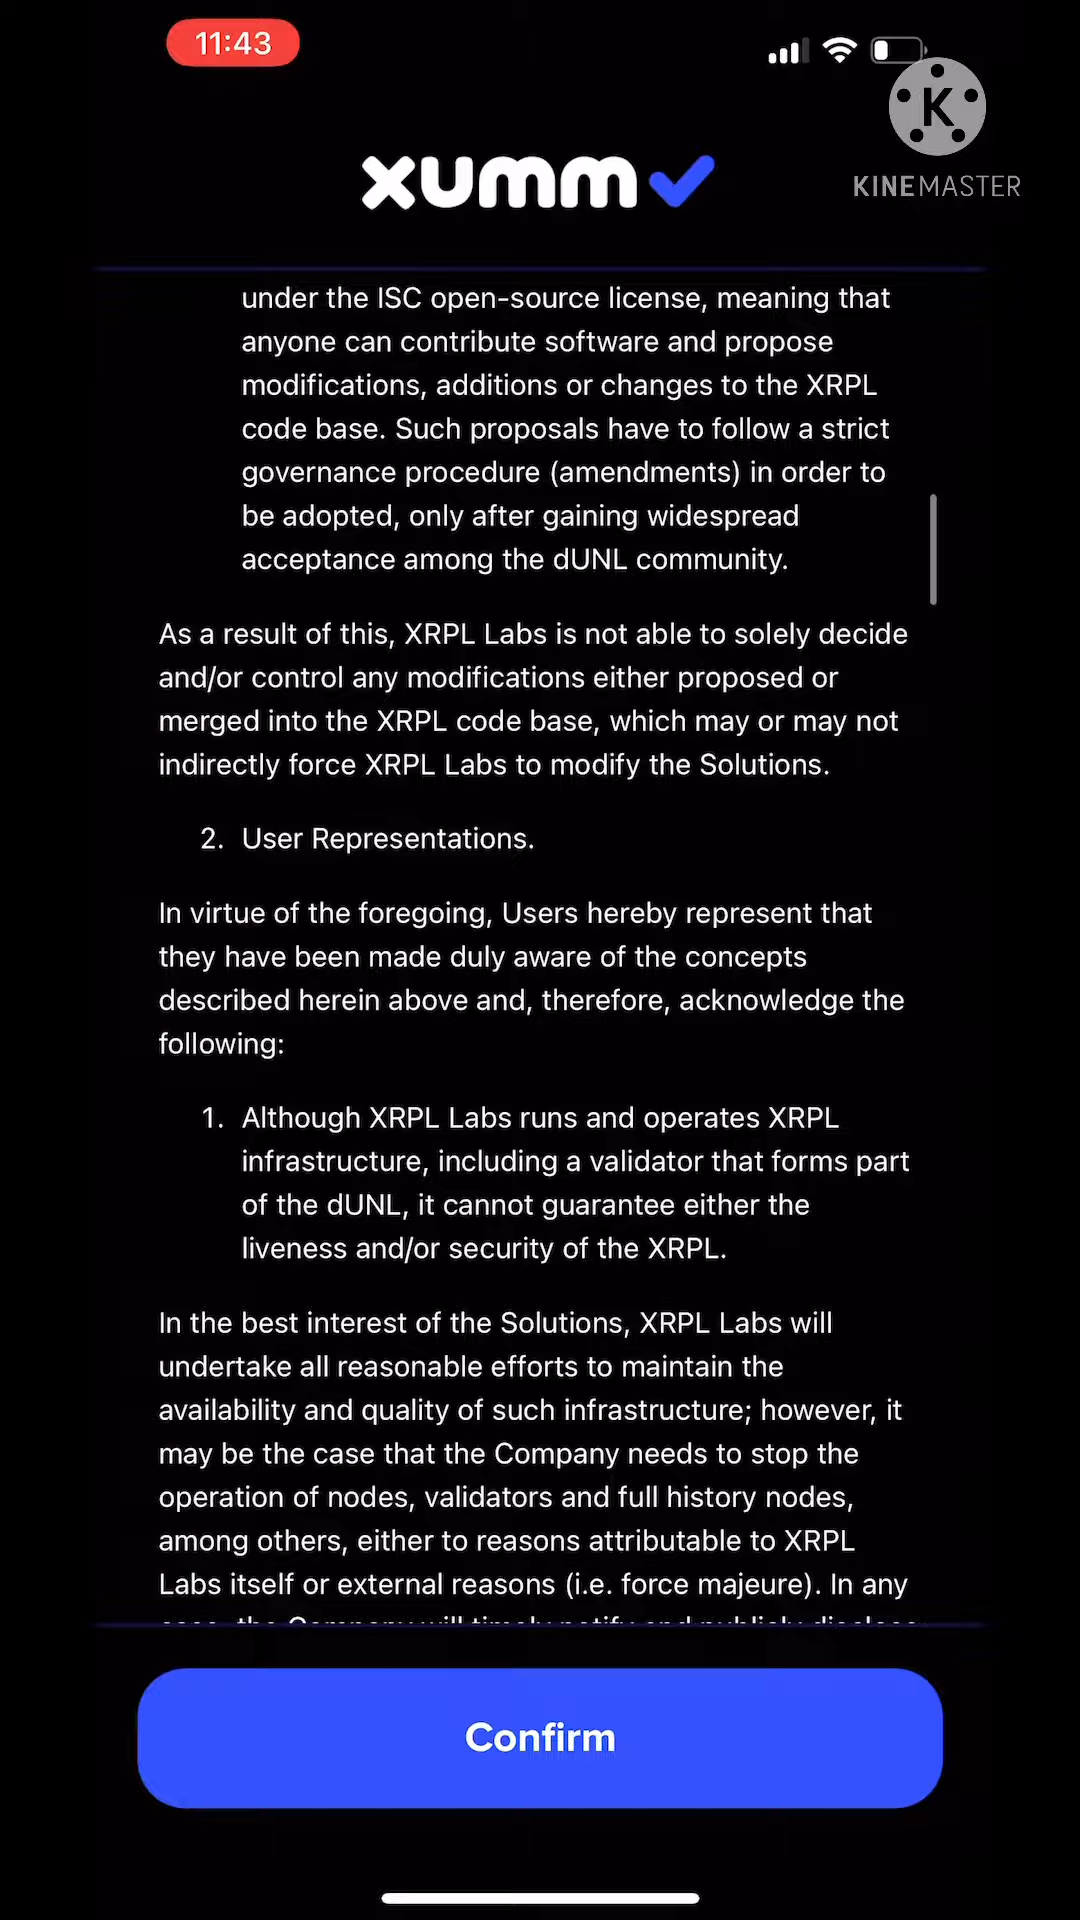 11:43
K
KINEMASTER
xumm
under the ISC open-source license, meaning that
anyone can contribute software and propose
modifications, additions or changes to the XRPL
code base. Such proposals have to follow a strict
governance procedure (amendments) in order to
be adopted, only after gaining widespread
acceptance among the dUNL community.
As a result of this, XRPL Labs is not able to solely decide
and/or control any modifications either proposed or
merged into the XRPL code base, which may or may not
indirectly force XRPL Labs to modify the Solutions.
2. User Representations.
In virtue of the foregoing, Users hereby represent that
they have been made duly aware of the concepts
described herein above and, therefore, acknowledge the
following:
1. Although XRPL Labs runs and operates XRPL
infrastructure, including a validator that forms part
of the dUNL, it cannot guarantee either the
liveness and/or security of the XRPL.
In the best interest of the Solutions, XRPL Labs will
undertake all reasonable efforts to maintain the
availability and quality of such infrastructure; however, it
may be the case that the Company needs to stop the
operation of nodes, validators and full history nodes,
among others, either to reasons attributable to XRPL
Labs itself or external reasons (i.e. force majeure). In any
case, the Company will timely notify and publicly disclose
Confirm